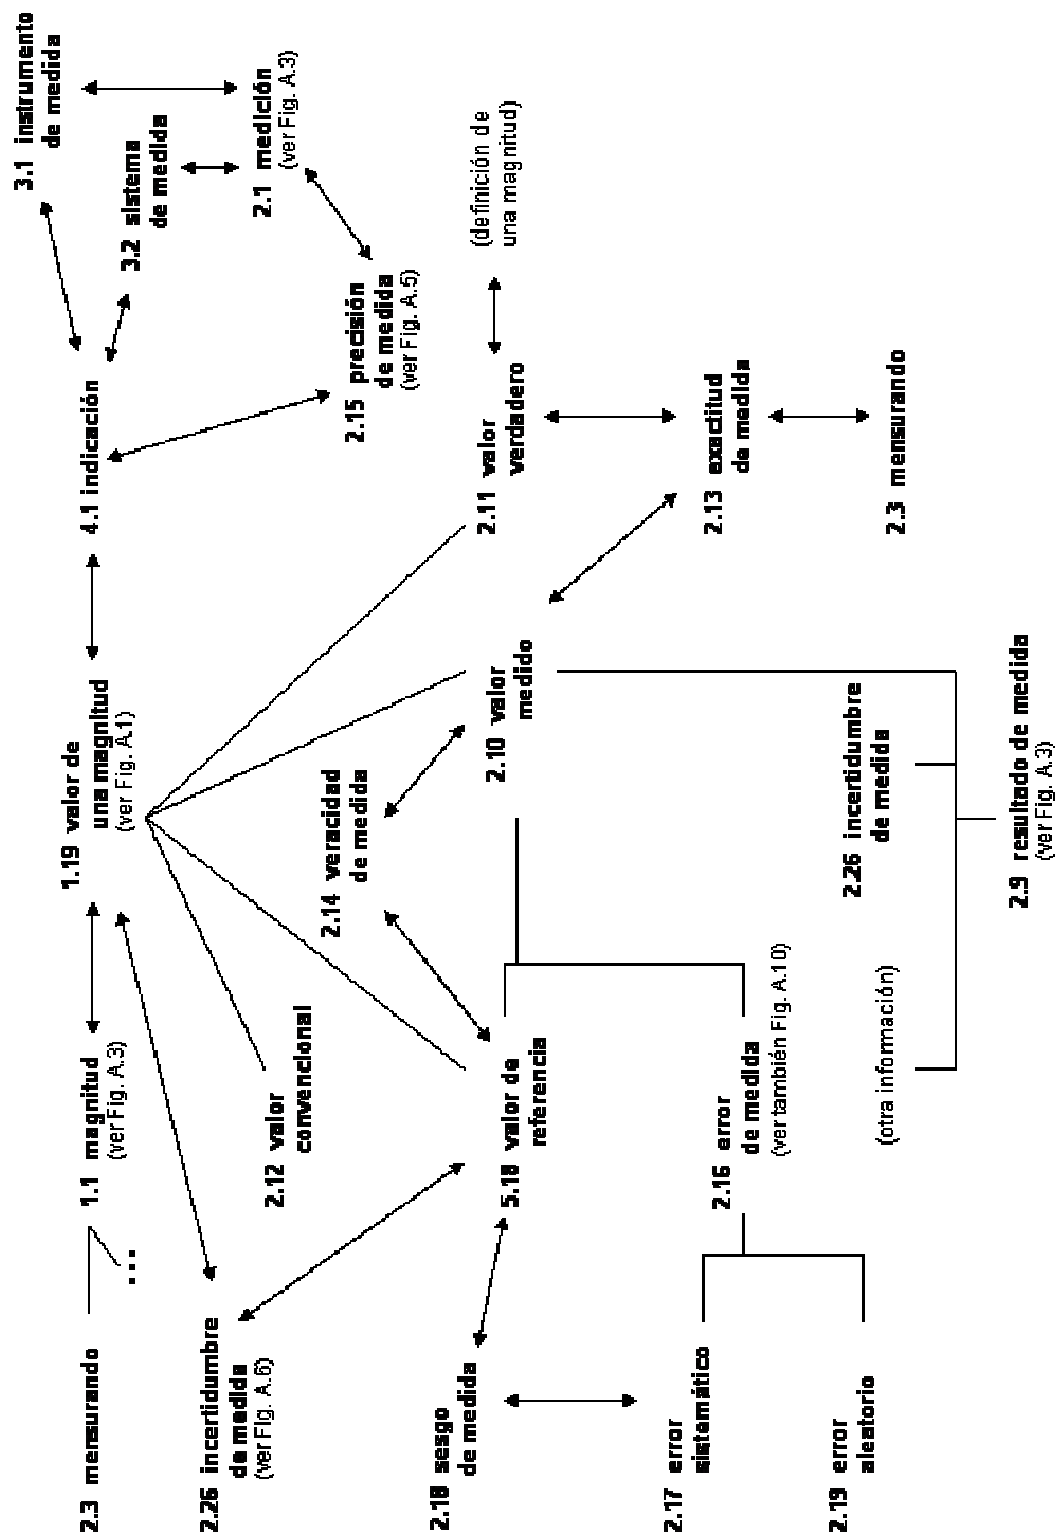 2.3 mensurando
1.1 magnitud
(ver Fig. A.3)
...
1.19 valor de
una magnitud
(ver Fig. A.1)
4.1 indicación
3.1 instrumento
de medida
3.2 sistema
de medida
2.1 medición
(ver Fig. A.3)
2.26 incertidumbre
de medida
(ver Fig. A.6)
2.12 valor
convencional
2.14 veracidad
de medida
2.15 precisión
de medida
(ver Fig. A.5)
2.18 sesgo
de medida
5.18 valor de
referencia
2.10 valor
medido
2.11 valor
verdadero
(definición de
una magnitud)
2.17 error
sistemático
2.16 error
de medida
(ver también Fig. A.10)
2.13 exactitud
de medida
2.19 error
aleatorio
(otra información)
2.26 incertidumbre
de medida
2.3 mensurando
2.9 resultado de medida
(ver Fig. A.3)